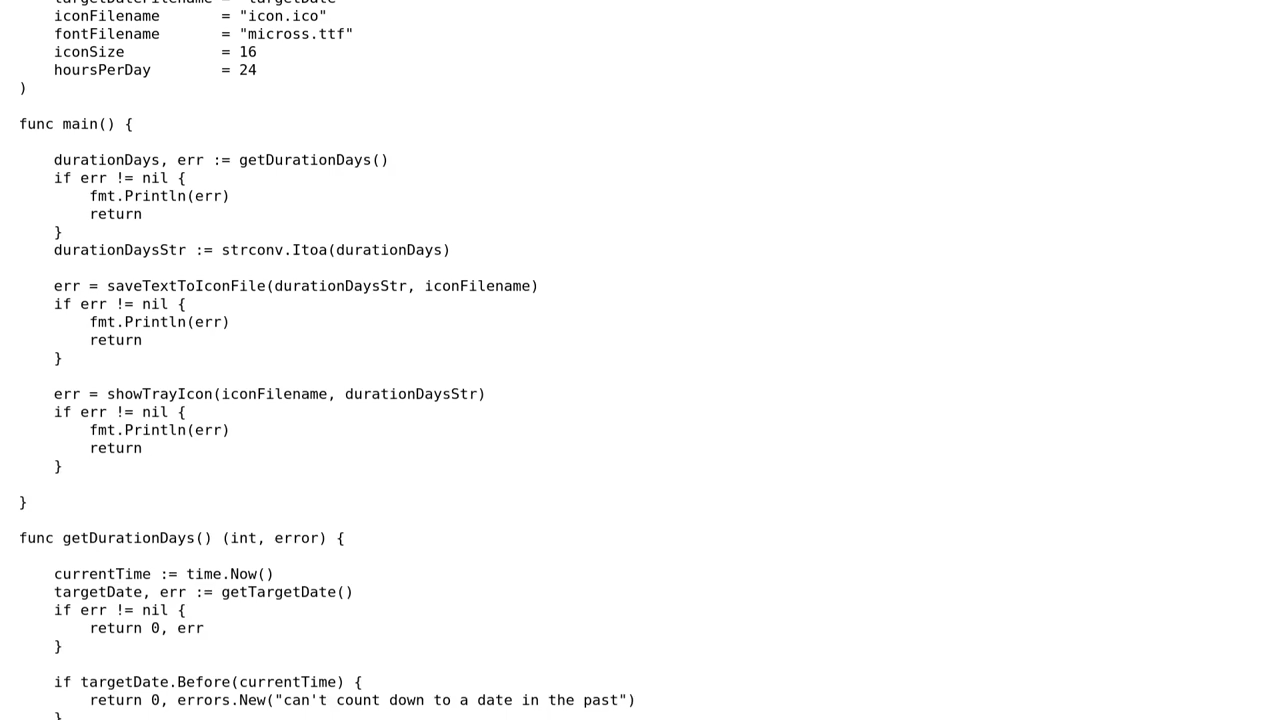 iconFilename       = "icon.ico"
    fontFilename       = "micross.ttf"
    iconSize           = 16
    hoursPerDay        = 24
)

func main() {

    durationDays, err := getDurationDays()
    if err != nil {
        fmt.Println(err)
        return
    }
    durationDaysStr := strconv.Itoa(durationDays)

    err = saveTextToIconFile(durationDaysStr, iconFilename)
    if err != nil {
        fmt.Println(err)
        return
    }

    err = showTrayIcon(iconFilename, durationDaysStr)
    if err != nil {
        fmt.Println(err)
        return
    }

}

func getDurationDays() (int, error) {

    currentTime := time.Now()
    targetDate, err := getTargetDate()
    if err != nil {
        return 0, err
    }

    if targetDate.Before(currentTime) {
        return 0, errors.New("can't count down to a date in the past")
    }